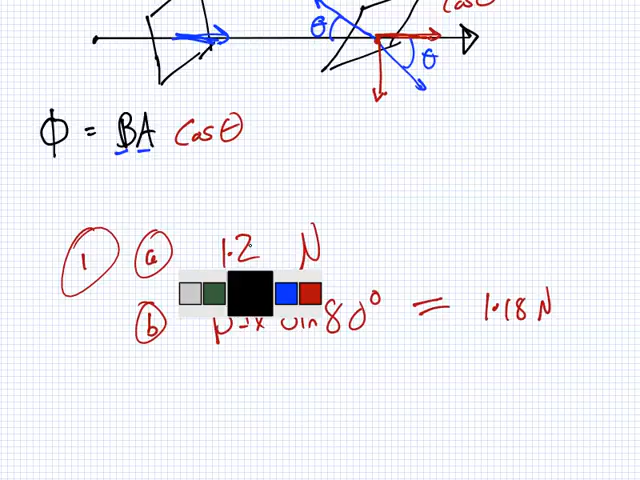 cosθ
θ
θ
Φ = BA cosθ
1 a 1.2 N
b sin 80° = 1.18 N